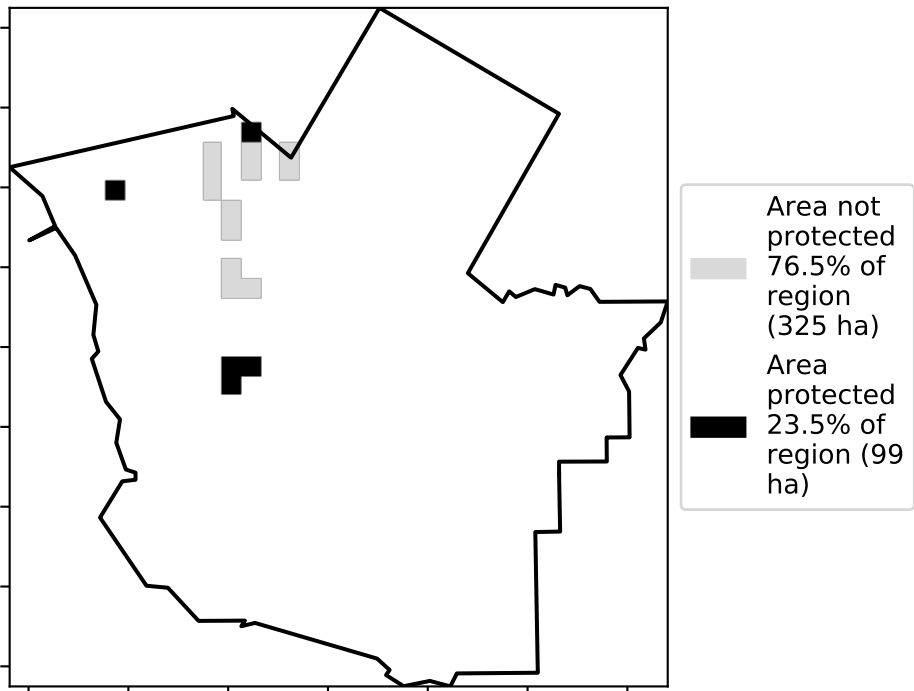 Area not
protected
76.5% of
region
(325 ha)
Area
protected
23.5% of
region (99
ha)